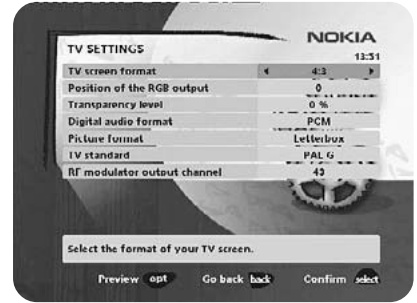 NOKIA
TV SETTINGS
13:51
TV screen format 4:3
Position of the RGB output 0
Transparency level 0 %
Digital audio format PCM
Picture format Letterbox
TV standard PAL G
RF modulator output channel 43
Select the format of your TV screen.
Preview opt Go back back Confirm select